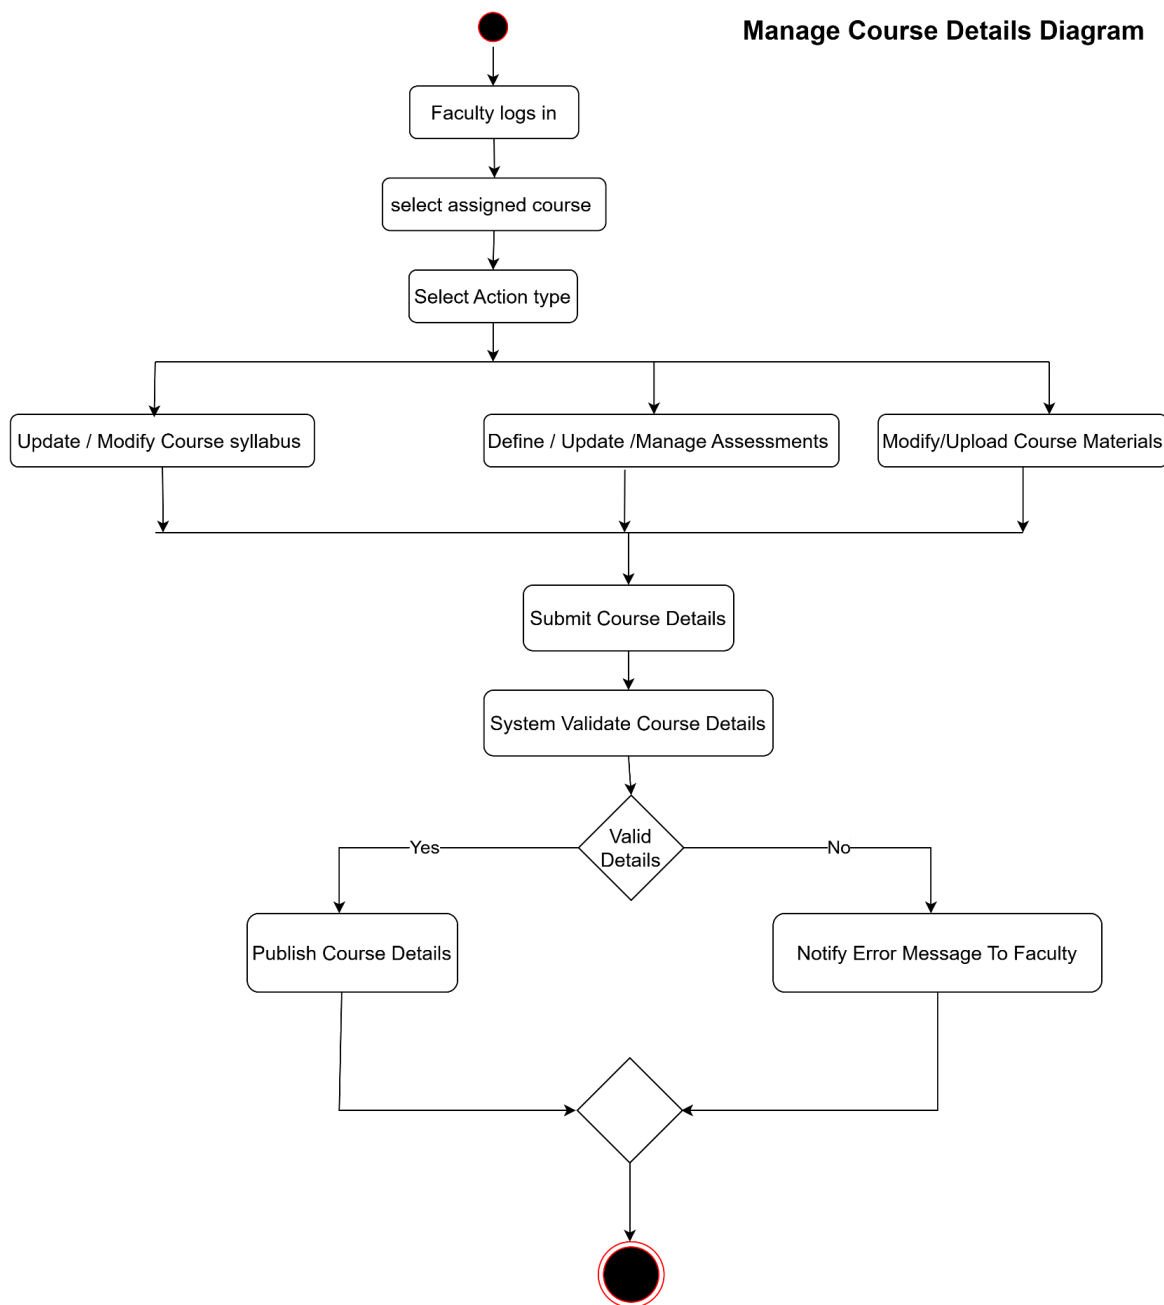 Manage Course Details Diagram
Faculty logs in
select assigned course
Select Action type
Update / Modify Course syllabus
Define / Update /Manage Assessments
Modify/Upload Course Materials
Submit Course Details
System Validate Course Details
Valid
Details
Yes
No
Publish Course Details
Notify Error Message To Faculty